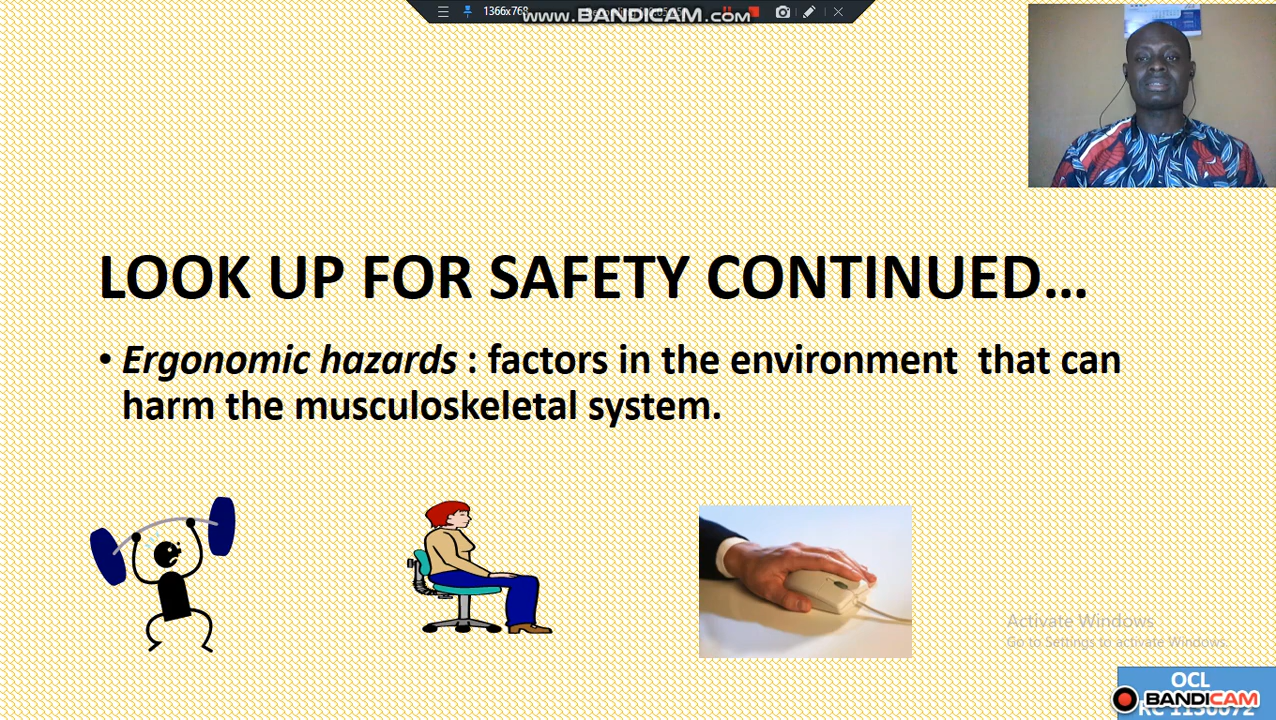 1366x768
www.BANDICAM.com
LOOK UP FOR SAFETY CONTINUED...
• Ergonomic hazards : factors in the environment that can
harm the musculoskeletal system.
Activate Windows
Go to Settings to activate Windows.
OCL
BANDICAM